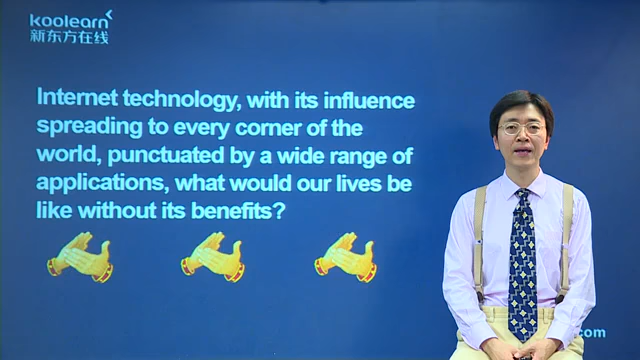 koolearn
新东方在线
Internet technology, with its influence
spreading to every corner of the
world, punctuated by a wide range of
applications, what would our lives be
like without its benefits?
.com